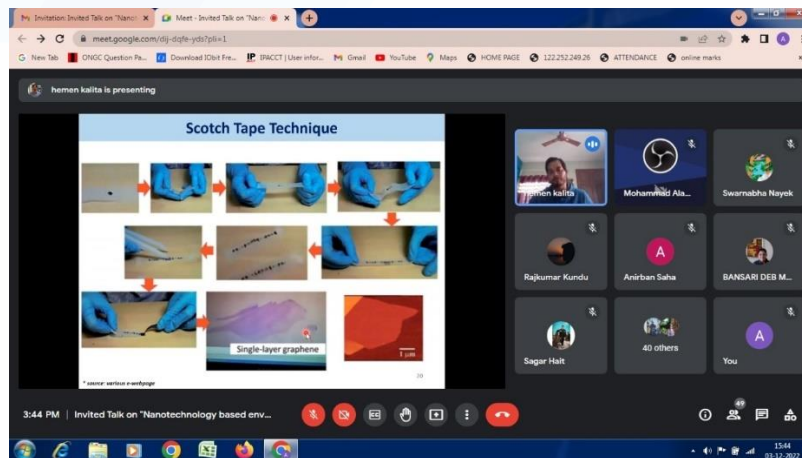 Invitation: Invited Talk on "Nano
Meet - Invited Talk on "Nano
meet.google.com/dij-dqfe-yds?pli=1
New Tab
ONGC Question Pa...
Download IObit Fre...
IPACCT | User infor...
Gmail
YouTube
Maps
HOME PAGE
122.252.249.26
ATTENDANCE
online marks
hemen kalita is presenting
Scotch Tape Technique
Single-layer graphene
1 μm
* source: various e-webpage
28
hemen kalita
Mohammad Ala...
Swarnabha Nayek
Rajkumar Kundu
A
Anirban Saha
BANSARI DEB M...
Sagar Hait
40 others
A
You
3:44 PM | Invited Talk on "Nanotechnology based env...
49
15:44
03-12-2022